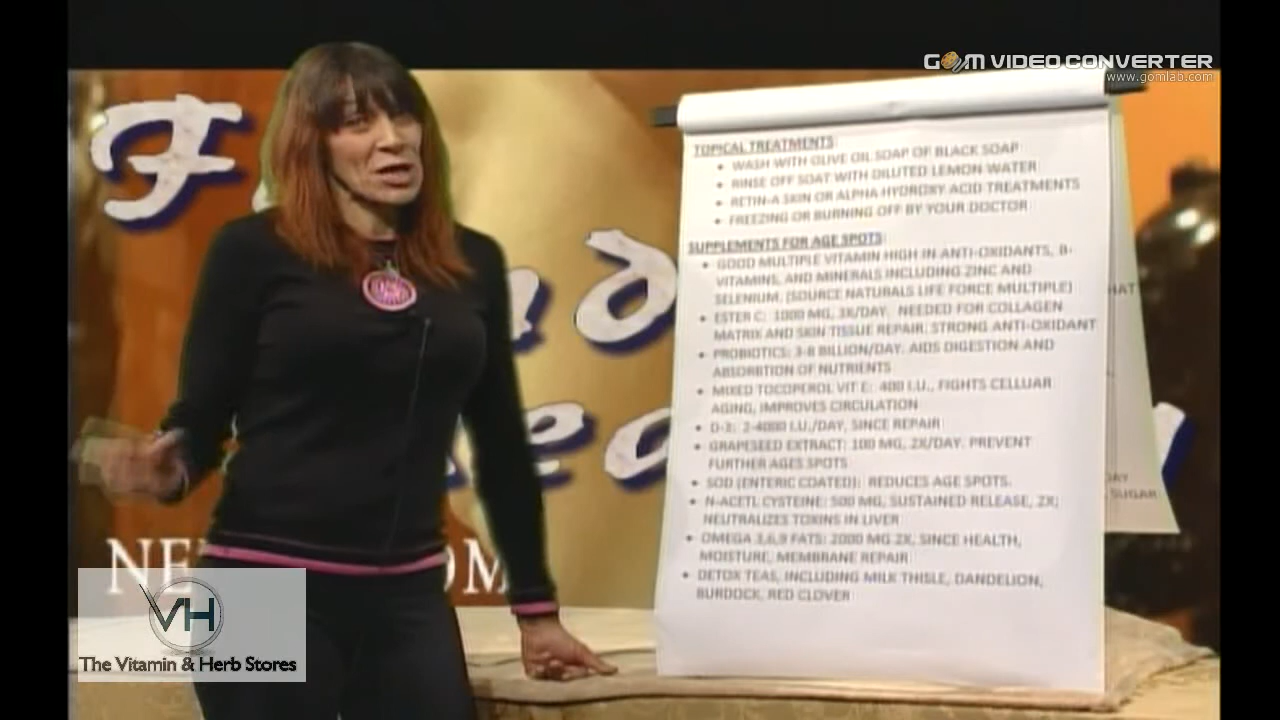 GOM VIDEO CONVERTER
www.gomlab.com
TOPICAL TREATMENTS:
• WASH WITH OLIVE OIL SOAP OF BLACK SOAP
• RINSE OFF SOAT WITH DILUTED LEMON WATER
• RETIN-A SKIN OR ALPHA HYDROXY ACID TREATMENTS
• FREEZING OR BURNING OFF BY YOUR DOCTOR
SUPPLEMENTS FOR AGE SPOTS:
• GOOD MULTIPLE VITAMIN HIGH IN ANTI-OXIDANTS, B-
VITAMINS, AND MINERALS INCLUDING ZINC AND
SELENIUM. (SOURCE NATURALS LIFE FORCE MULTIPLE)
• ESTER C: 1000 MG, 3X/DAY. NEEDED FOR COLLAGEN
MATRIX AND SKIN TISSUE REPAIR. STRONG ANTI-OXIDANT
• PROBIOTICS: 3-8 BILLION/DAY. AIDS DIGESTION AND
ABSORBTION OF NUTRIENTS
• MIXED TOCOPEROL VIT E: 400 I.U., FIGHTS CELLUAR
AGING, IMPROVES CIRCULATION
• D-3: 2-4000 I.U./DAY, SINCE REPAIR
• GRAPESEED EXTRACT: 100 MG, 2X/DAY. PREVENT
FURTHER AGES SPOTS
• SOD (ENTERIC COATED): REDUCES AGE SPOTS.
• N-ACETL CYSTEINE: 500 MG, SUSTAINED RELEASE, 2X;
NEUTRALIZES TOXINS IN LIVER
• OMEGA 3,6,9 FATS: 2000 MG 2X, SINCE HEALTH,
MOISTURE, MEMBRANE REPAIR
• DETOX TEAS, INCLUDING MILK THISLE, DANDELION,
BURDOCK, RED CLOVER
SUGAR
VH
The Vitamin & Herb Stores